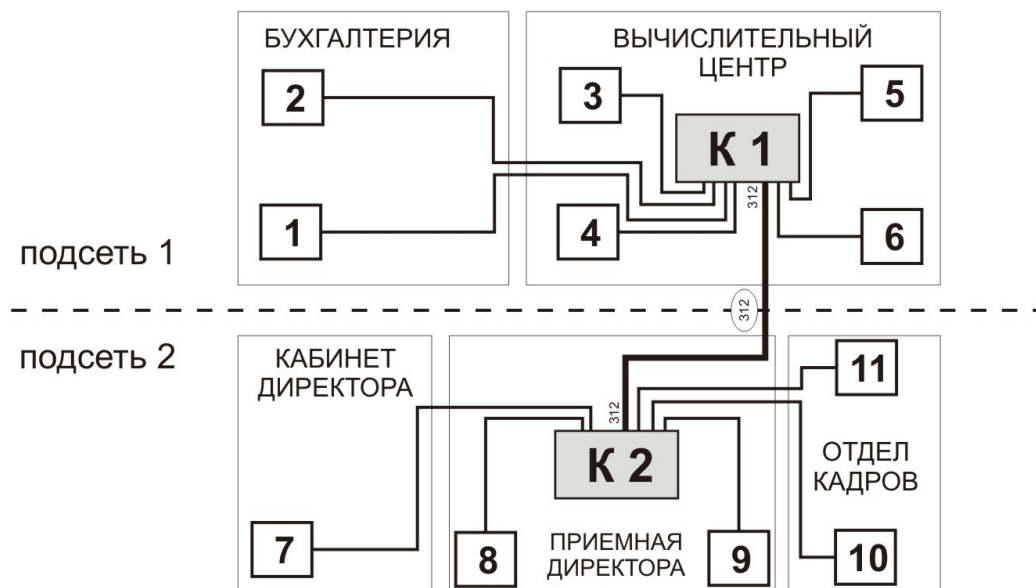 БУХГАЛТЕРИЯ
ВЫЧИСЛИТЕЛЬНЫЙ
ЦЕНТР
2
3
5
К 1
312
1
4
6
подсеть 1
312
подсеть 2
КАБИНЕТ
ДИРЕКТОРА
11
312
К 2
ОТДЕЛ
КАДРОВ
7
8
ПРИЕМНАЯ
ДИРЕКТОРА
9
10